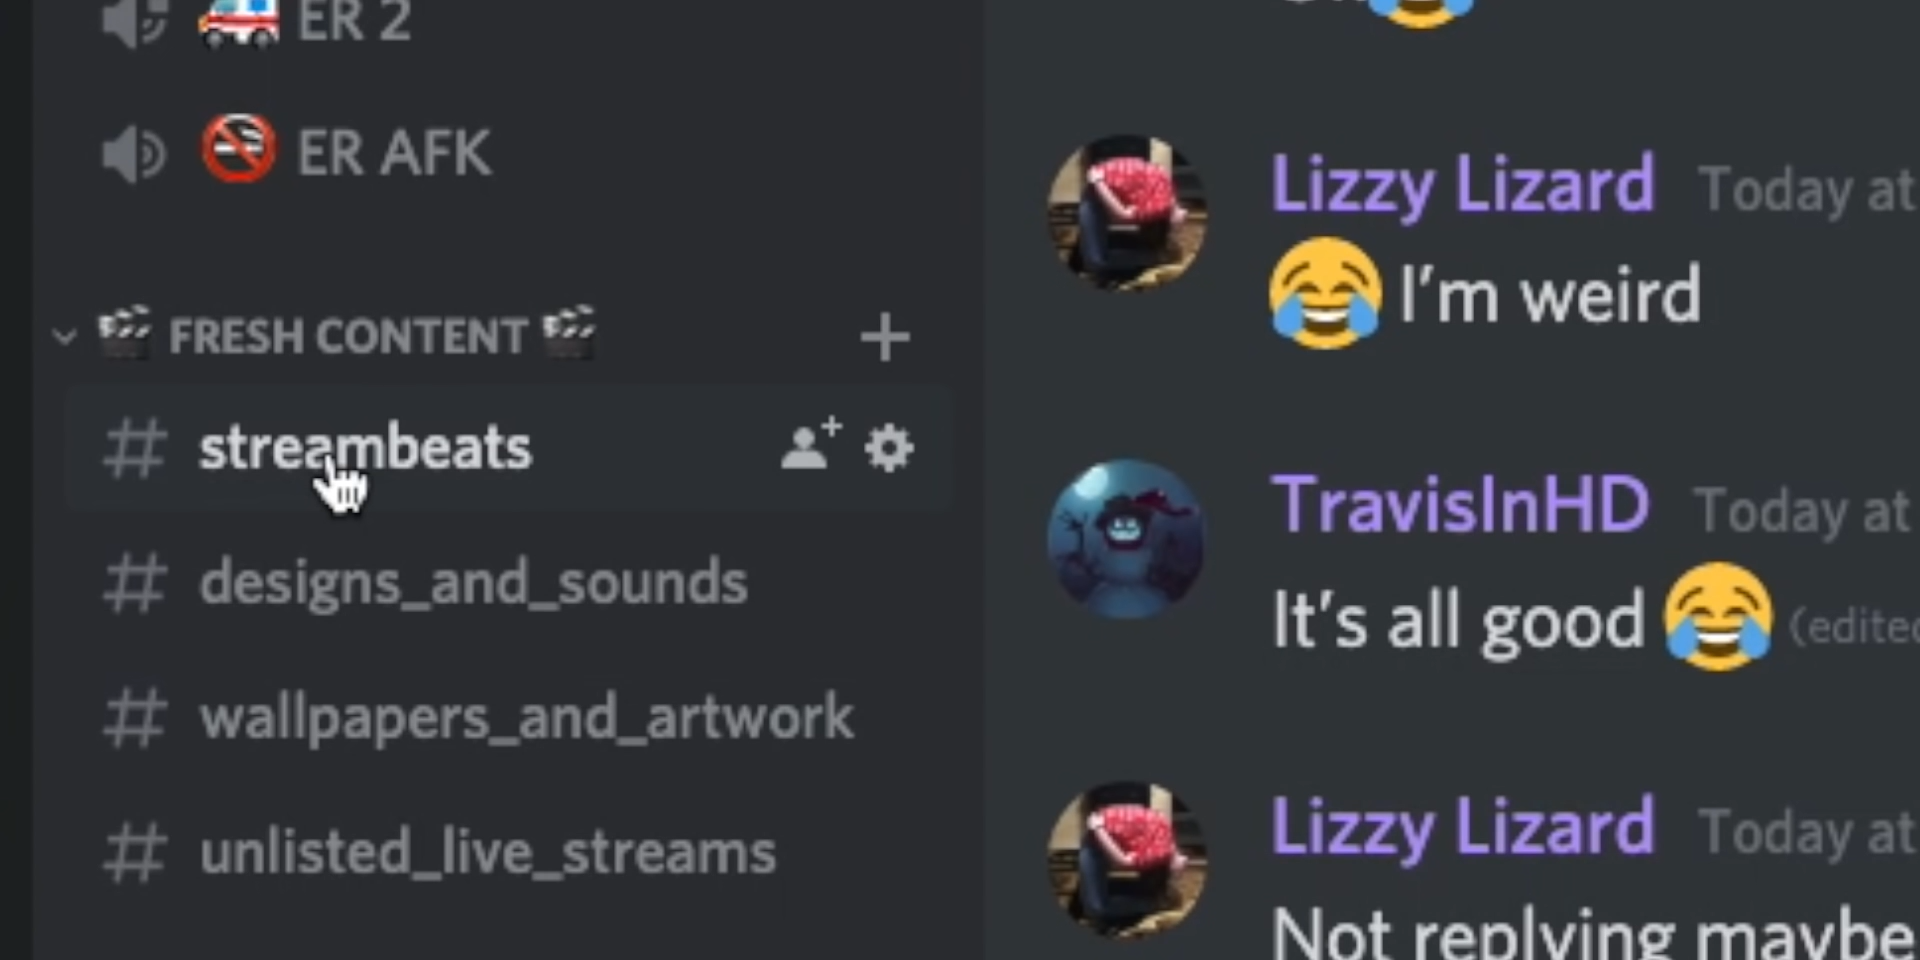 ER 2
ER AFK
FRESH CONTENT
streambeats
designs_and_sounds
wallpapers_and_artwork
unlisted_live_streams
Lizzy Lizard Today at
😂 I'm weird
TravisInHD Today at
It's all good 😂 (edited
Lizzy Lizard Today at
Not replying maybe